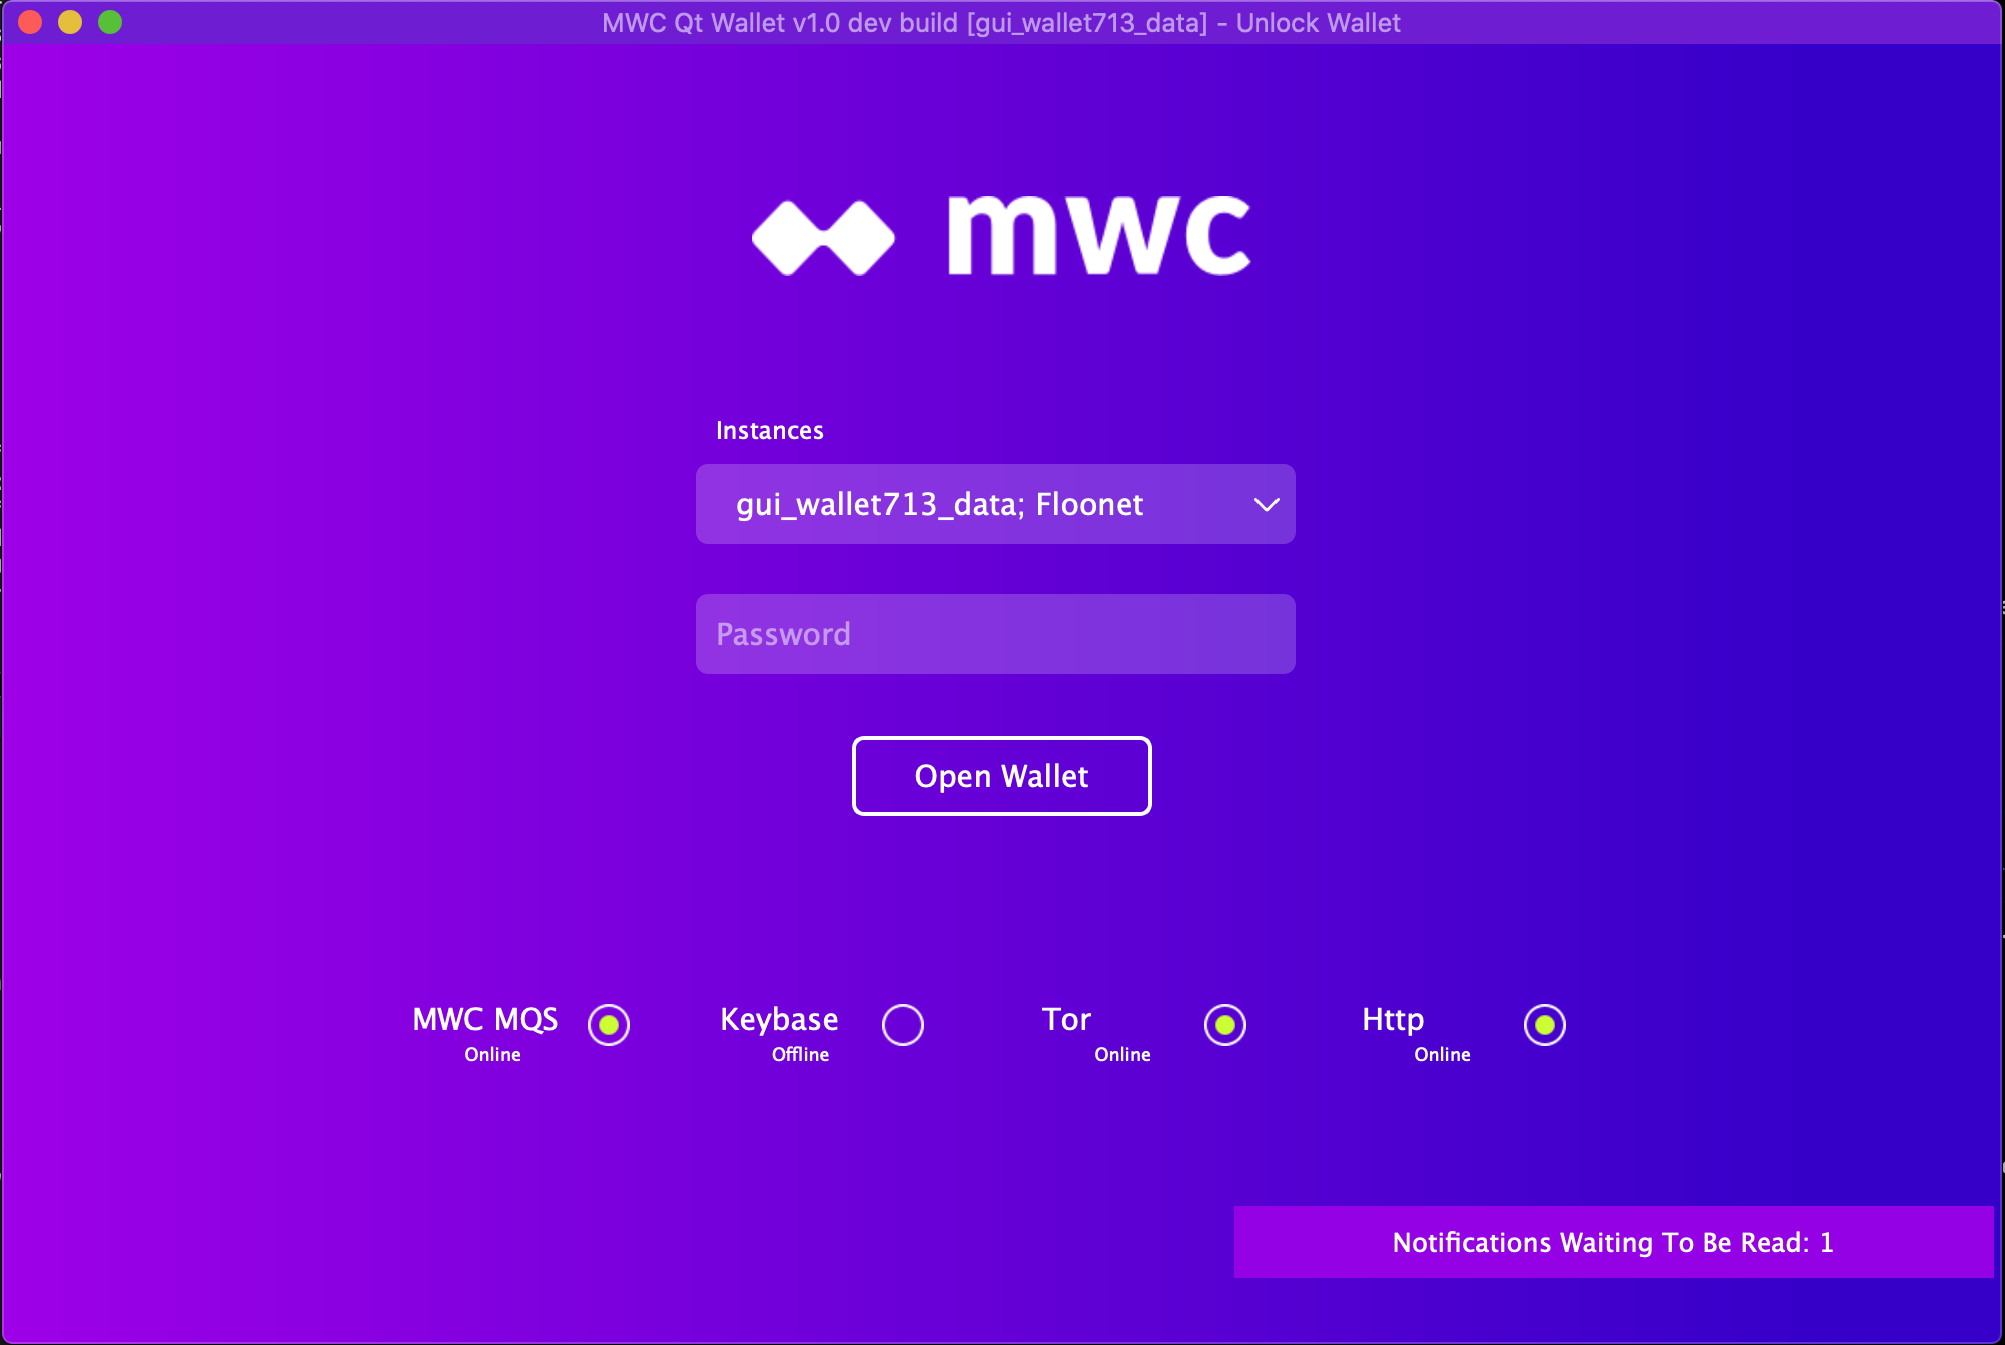 MWC Qt Wallet v1.0 dev build [gui_wallet713_data] - Unlock Wallet
mwc
Instances
gui_wallet713_data; Floonet
Password
Open Wallet
MWC MQS
Online
Keybase
Offline
Tor
Online
Http
Online
Notifications Waiting To Be Read: 1